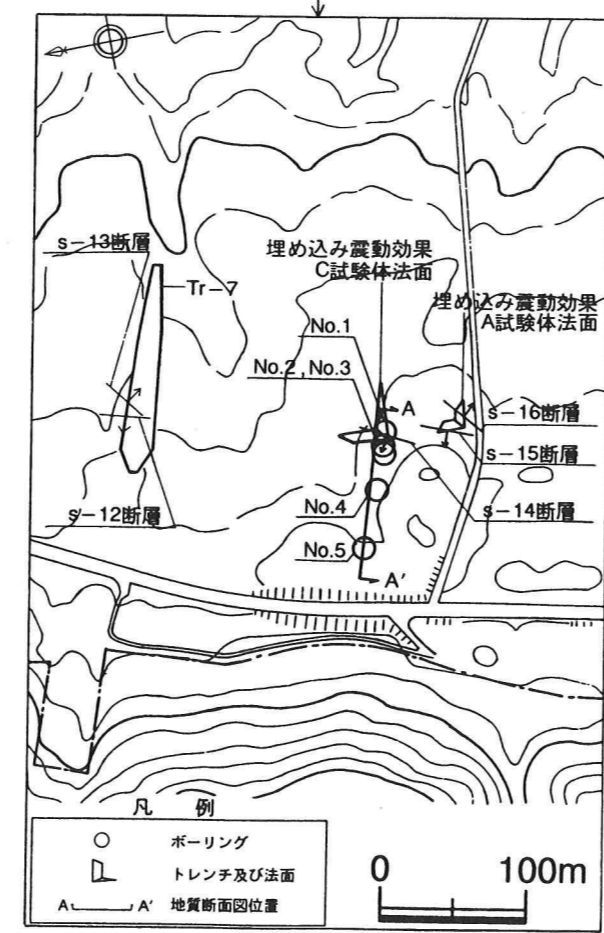 s-13断層
Tr-7
埋め込み震動効果
C試験体法面
埋め込み震動効果
A試験体法面
No.1
No.2,No.3
A
s-16断層
s-15断層
s-12断層
No.4
s-14断層
No.5
A'
凡 例
ボーリング
トレンチ及び法面
A A' 地質断面図位置
0 100m